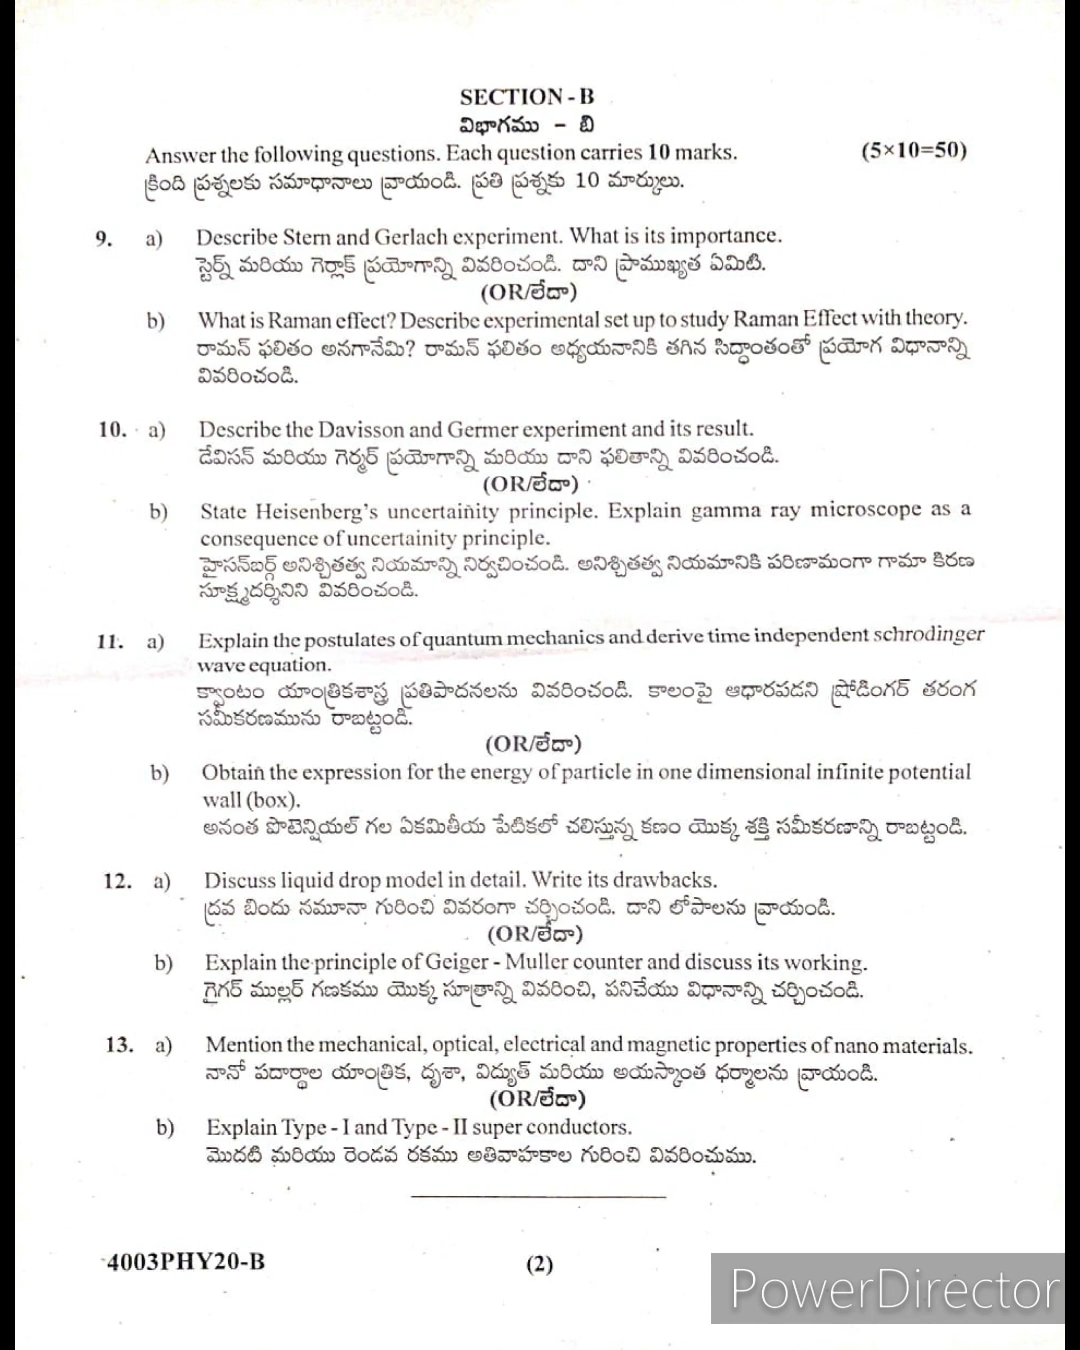 SECTION - B
విభాగము - బి
Answer the following questions. Each question carries 10 marks. (5×10=50)
క్రింది ప్రశ్నలకు సమాధానాలు వ్రాయండి. ప్రతి ప్రశ్నకు 10 మార్కులు.
9. a) Describe Stern and Gerlach experiment. What is its importance.
స్టెర్న్ మరియు గెర్లాక్ ప్రయోగాన్ని వివరించండి. దాని ప్రాముఖ్యత ఏమిటి.
(OR/లేదా)
b) What is Raman effect? Describe experimental set up to study Raman Effect with theory.
రామన్ ఫలితం అనగానేమి? రామన్ ఫలితం అధ్యయనానికి తగిన సిద్ధాంతంతో ప్రయోగ విధానాన్ని
వివరించండి.
10. a) Describe the Davisson and Germer experiment and its result.
డేవిసన్ మరియు గెర్మర్ ప్రయోగాన్ని మరియు దాని ఫలితాన్ని వివరించండి.
(OR/లేదా)
b) State Heisenberg's uncertainity principle. Explain gamma ray microscope as a
consequence of uncertainity principle.
హైసన్‌బర్గ్ అనిశ్చితత్వ నియమాన్ని నిర్వచించండి. అనిశ్చితత్వ నియమానికి పరిణామంగా గామా కిరణ
సూక్ష్మదర్శినిని వివరించండి.
11. a) Explain the postulates of quantum mechanics and derive time independent schrodinger
wave equation.
క్వాంటం యాంత్రికశాస్త్ర ప్రతిపాదనలను వివరించండి. కాలంపై ఆధారపడని ష్రోడింగర్ తరంగ
సమీకరణమును రాబట్టండి.
(OR/లేదా)
b) Obtain the expression for the energy of particle in one dimensional infinite potential
wall (box).
అనంత పొటెన్షియల్ గల ఏకమితీయ పేటికలో చలిస్తున్న కణం యొక్క శక్తి సమీకరణాన్ని రాబట్టండి.
12. a) Discuss liquid drop model in detail. Write its drawbacks.
ద్రవ బిందు నమూనా గురించి వివరంగా చర్చించండి. దాని లోపాలను వ్రాయండి.
(OR/లేదా)
b) Explain the principle of Geiger - Muller counter and discuss its working.
గైగర్ ముల్లర్ గణకము యొక్క సూత్రాన్ని వివరించి, పనిచేయు విధానాన్ని చర్చించండి.
13. a) Mention the mechanical, optical, electrical and magnetic properties of nano materials.
నానో పదార్థాల యాంత్రిక, దృశా, విద్యుత్ మరియు అయస్కాంత ధర్మాలను వ్రాయండి.
(OR/లేదా)
b) Explain Type - I and Type - II super conductors.
మొదటి మరియు రెండవ రకము అతివాహకాల గురించి వివరించుము.
4003PHY20-B (2)
PowerDirector